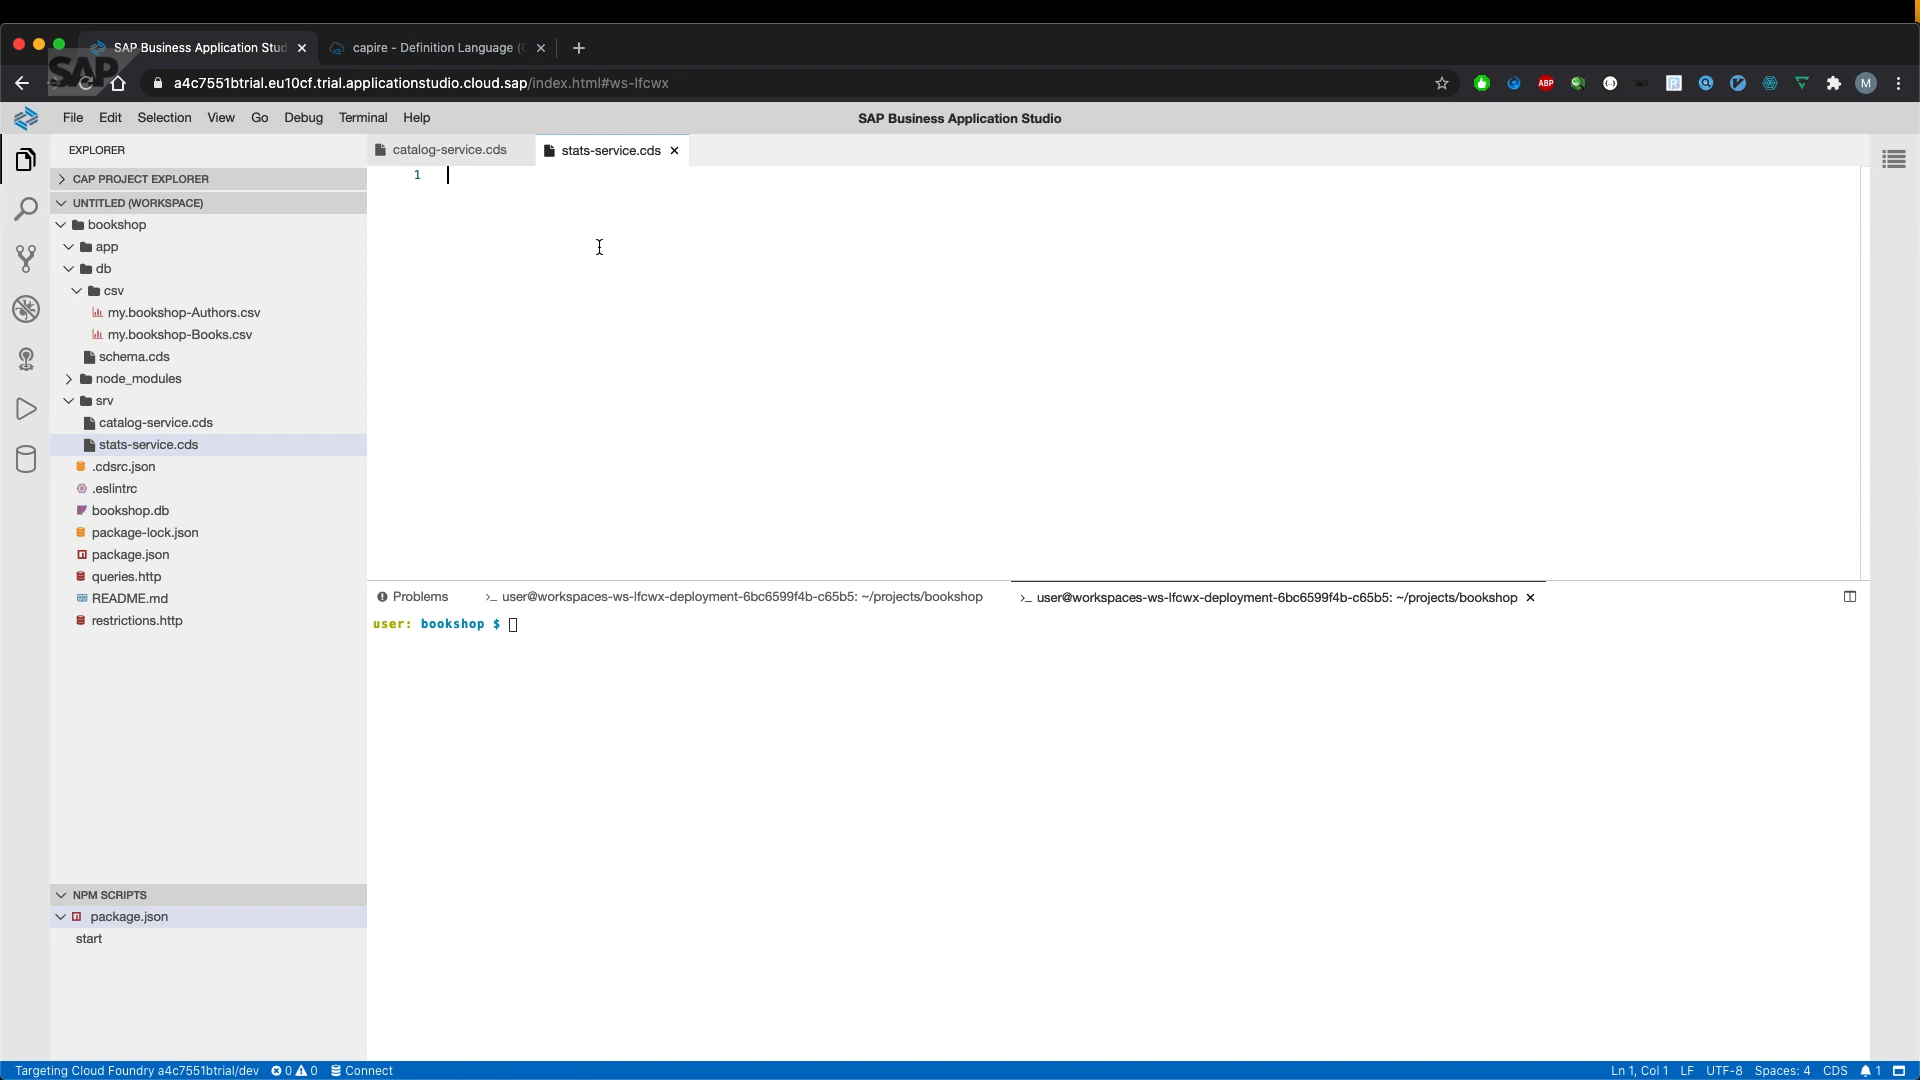 SAP Business Application Stud
capire - Definition Language (
SAP
a4c7551btrial.eu10cf.trial.applicationstudio.cloud.sap/index.html#ws-lfcwx
ABP
M
File Edit Selection View Go Debug Terminal Help
SAP Business Application Studio
EXPLORER
catalog-service.cds
stats-service.cds
1
CAP PROJECT EXPLORER
UNTITLED (WORKSPACE)
bookshop
app
db
csv
my.bookshop-Authors.csv
my.bookshop-Books.csv
schema.cds
node_modules
srv
catalog-service.cds
stats-service.cds
.cdsrc.json
.eslintrc
bookshop.db
package-lock.json
package.json
queries.http
README.md
restrictions.http
Problems
>_ user@workspaces-ws-lfcwx-deployment-6bc6599f4b-c65b5: ~/projects/bookshop
>_ user@workspaces-ws-lfcwx-deployment-6bc6599f4b-c65b5: ~/projects/bookshop
user: bookshop $
NPM SCRIPTS
package.json
start
Targeting Cloud Foundry a4c7551btrial/dev 0 0 Connect
Ln 1, Col 1 LF UTF-8 Spaces: 4 CDS 1